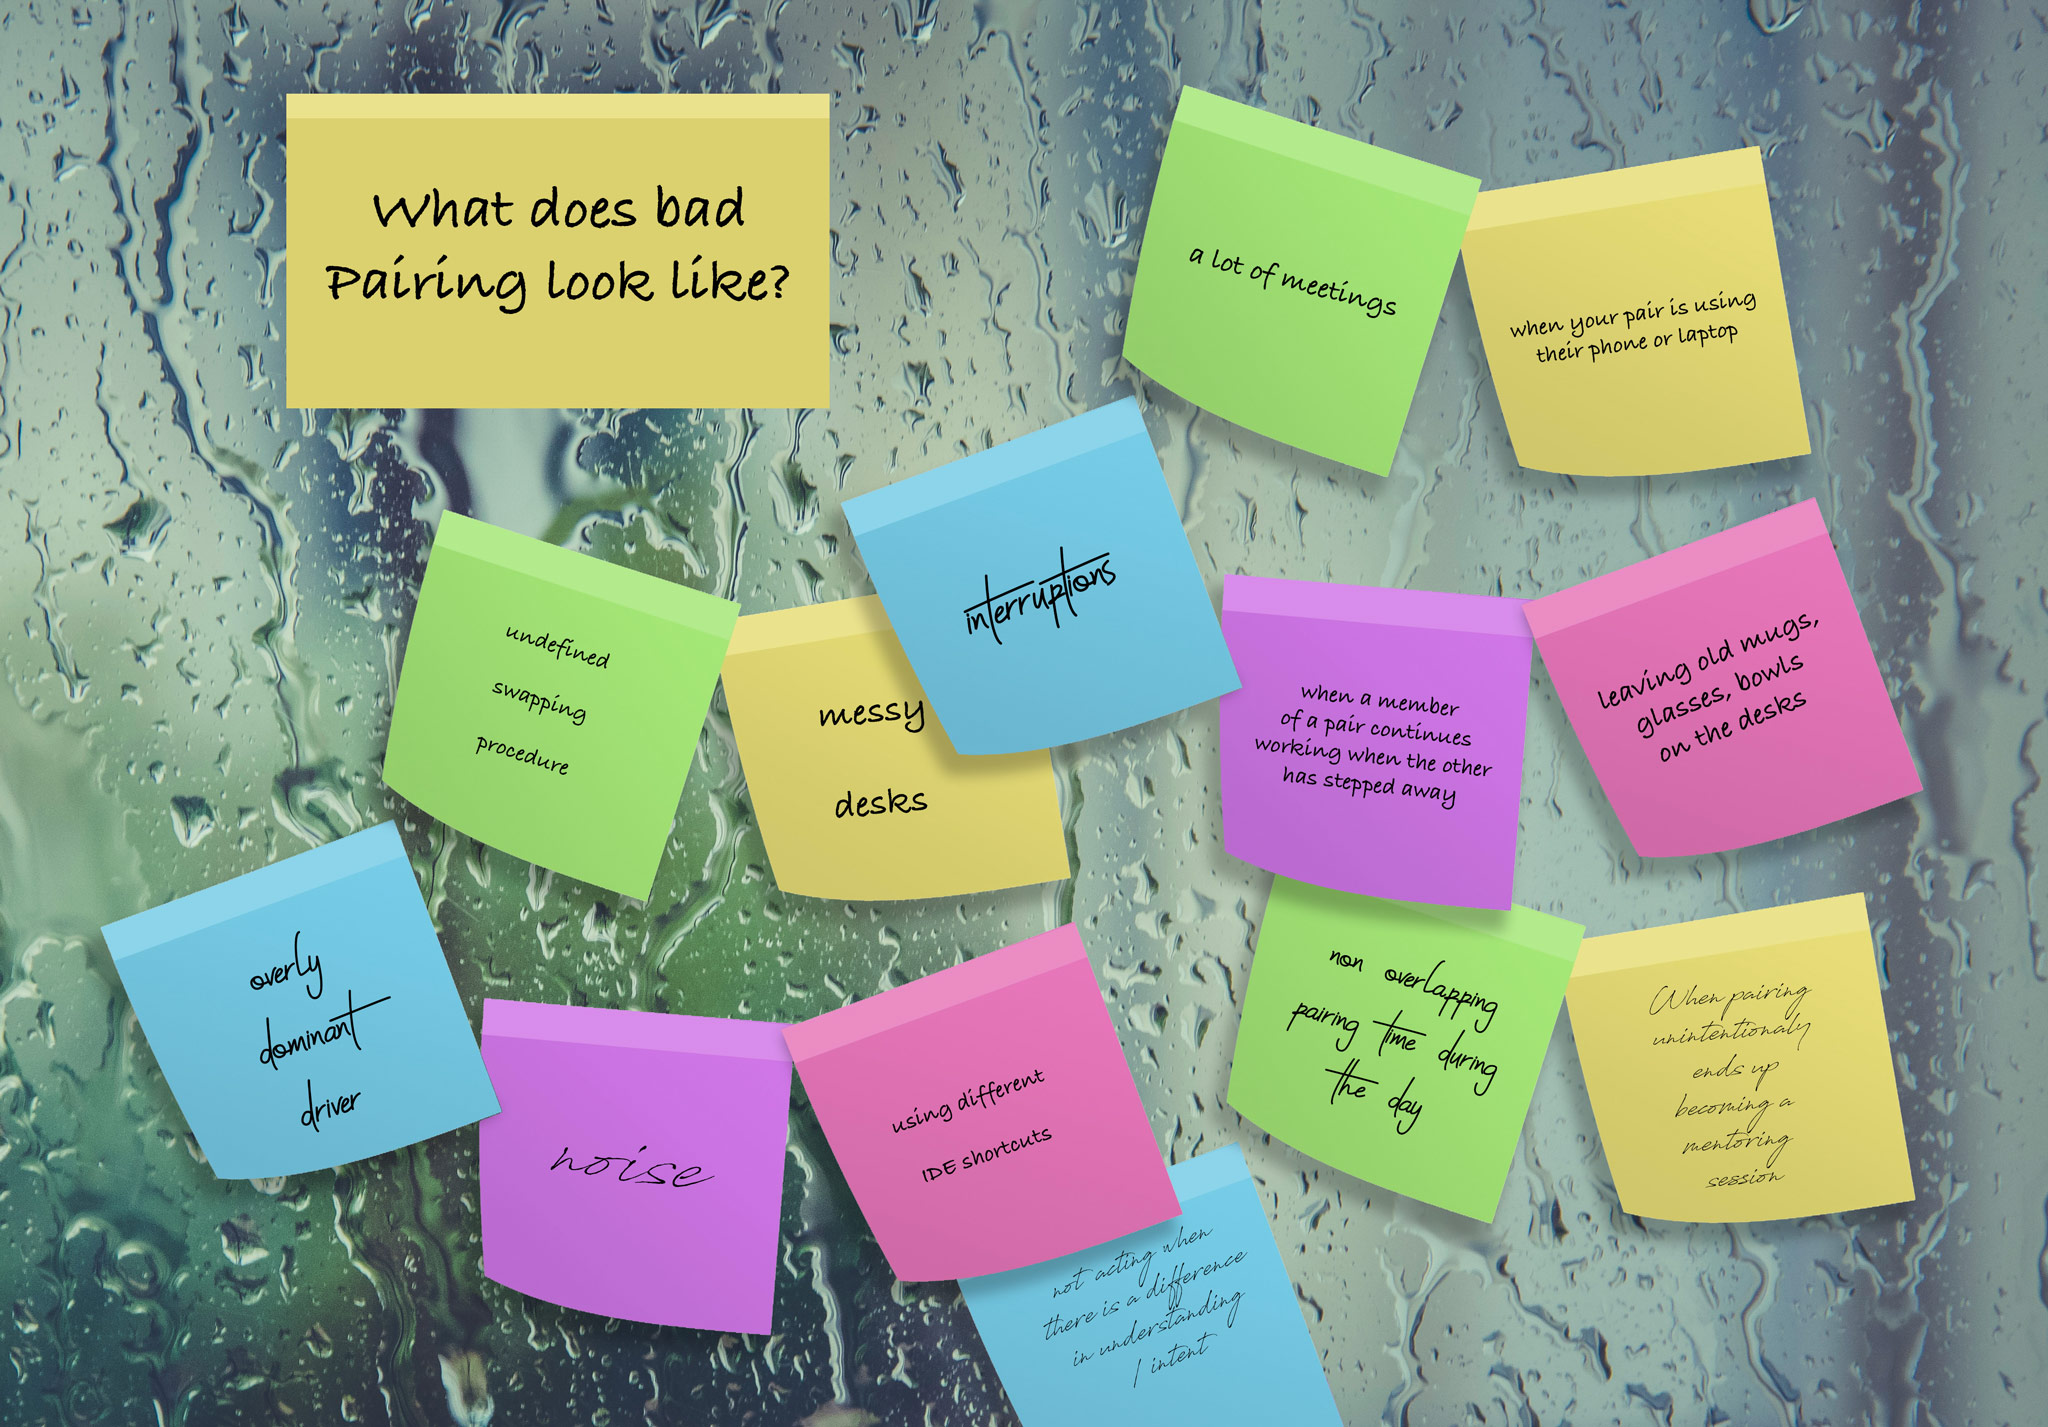 What does bad
Pairing look like?
a lot of meetings
when your pair is using
their phone or laptop
interruptions
undefined
swapping
procedure
messy
desks
when a member
of a pair continues
working when the other
has stepped away
leaving old mugs,
glasses, bowls
on the desks
overly
dominant
driver
noise
using different
IDE shortcuts
non overlapping
pairing time during
the day
When pairing
unintentionaly
ends up
becoming a
mentoring
session
not acting when
there is a difference
in understanding
/ intent